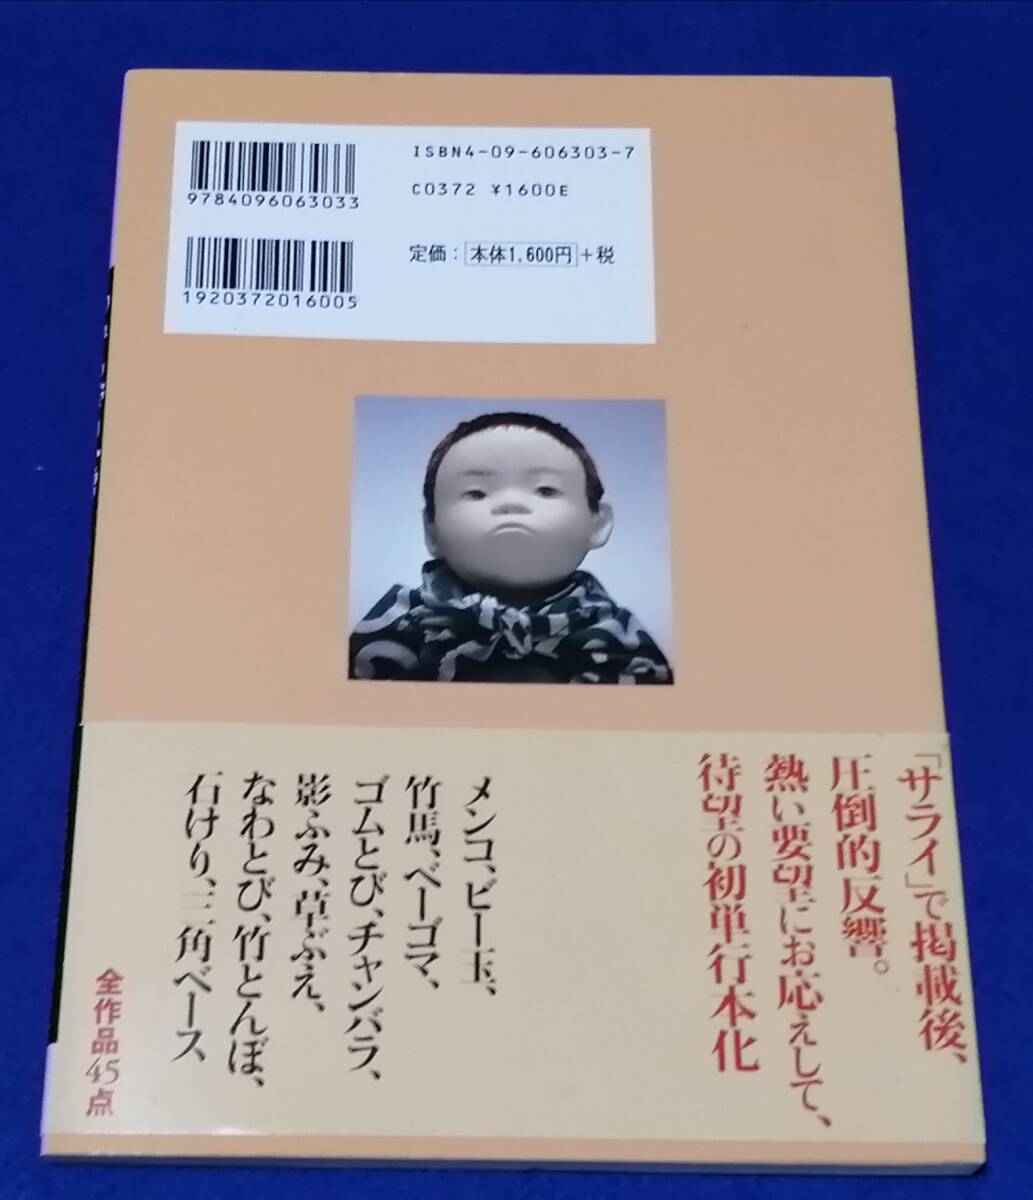 ISBN4-09-606303-7
9784096063033
C0372 ¥1600E
1920372016005
定価：本体1,600円+税
「サライ」で掲載後、
圧倒的反響。
熱い要望にお応えして、
待望の初単行本化
メンコ、ビー玉、
竹馬、ベーゴマ、
ゴムとび、チャンバラ、
影ふみ、草ぶえ、
なわとび、竹とんぼ、
石けり、三角ベース
全作品45点